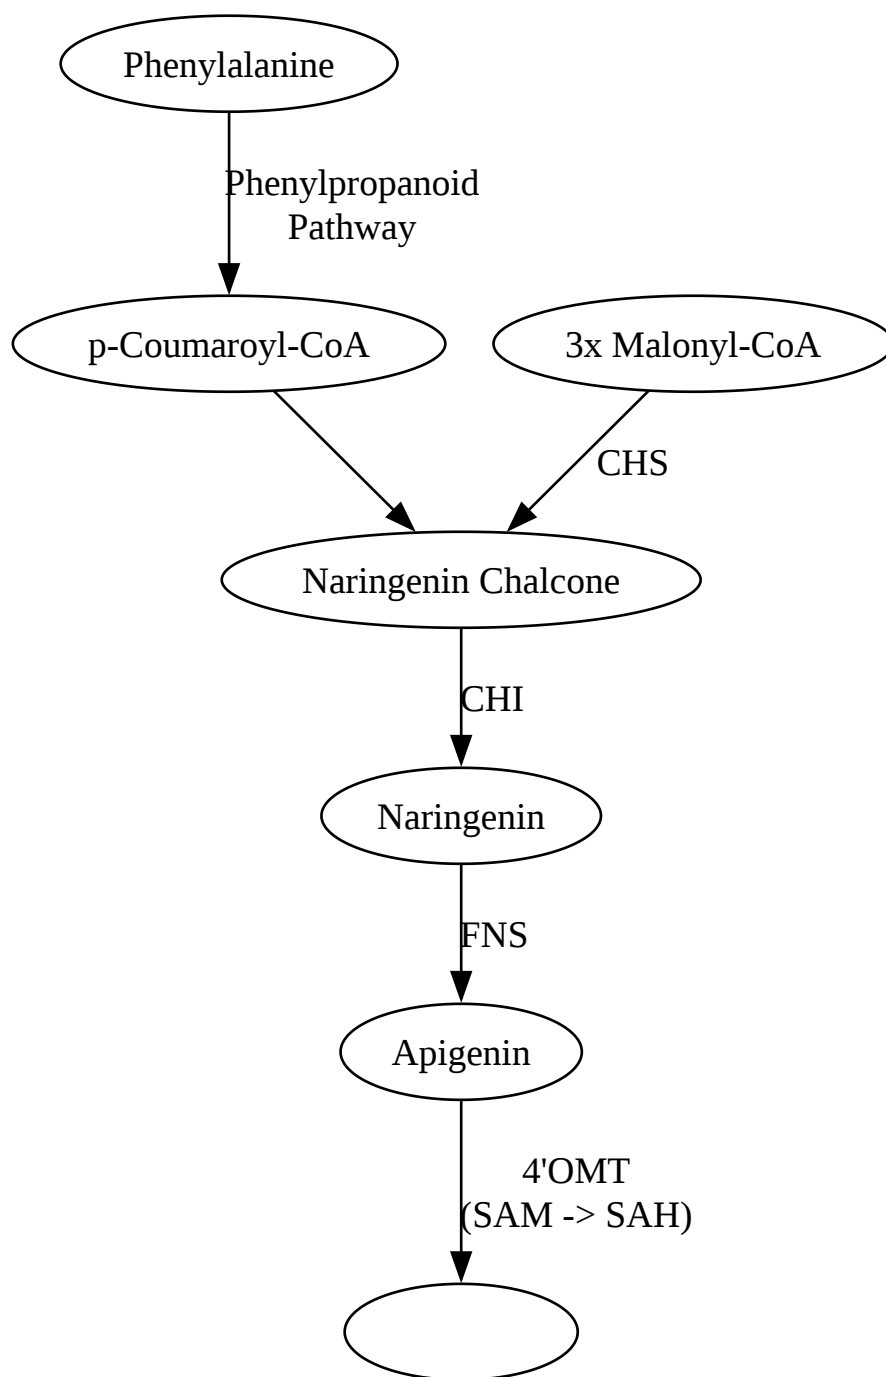 Phenylalanine
Phenylpropanoid
Pathway
p-Coumaroyl-CoA
3x Malonyl-CoA
CHS
Naringenin Chalcone
CHI
Naringenin
FNS
Apigenin
4'OMT
(SAM -> SAH)